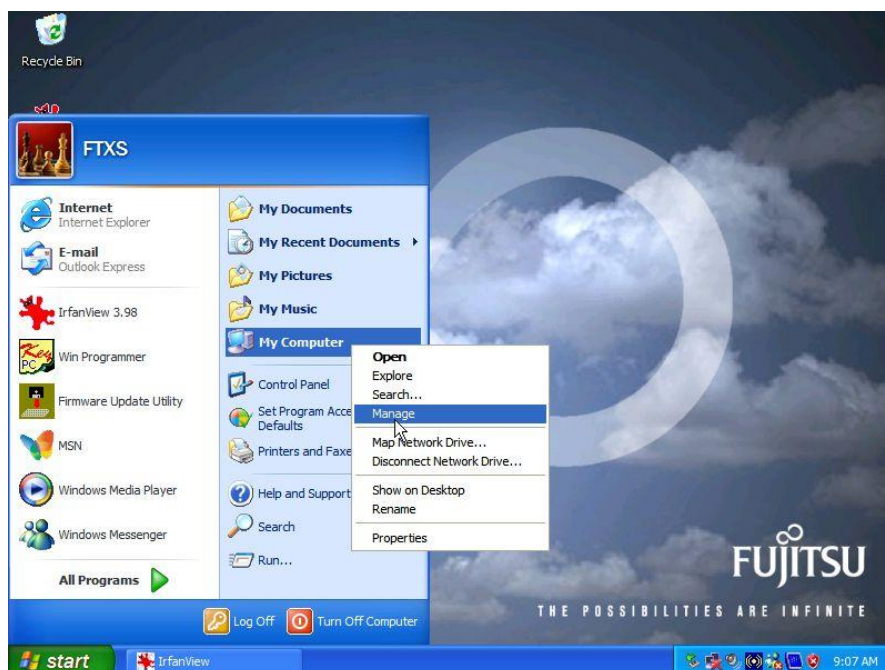 Recycle Bin
FTXS
Internet
Internet Explorer
E-mail
Outlook Express
IrfanView 3.98
Key
PC
Win Programmer
Firmware Update Utility
MSN
Windows Media Player
Windows Messenger
All Programs
My Documents
My Recent Documents
My Pictures
My Music
My Computer
Control Panel
Set Program Acce
Defaults
Printers and Faxe
Help and Support
Search
Run...
Open
Explore
Search...
Manage
Map Network Drive...
Disconnect Network Drive...
Show on Desktop
Rename
Properties
Log Off
Turn Off Computer
FUJITSU
THE POSSIBILITIES ARE INFINITE
start
IrfanView
9:07 AM